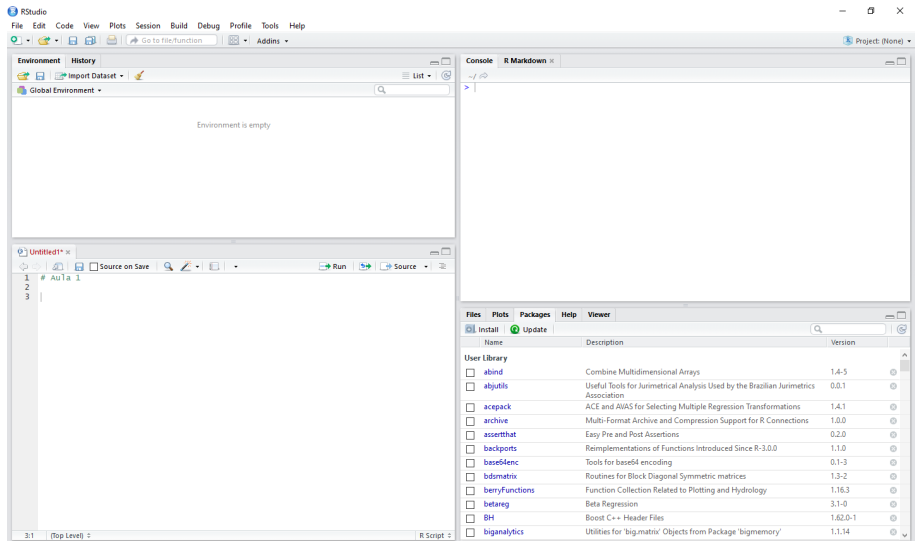 RStudio
File Edit Code View Plots Session Build Debug Profile Tools Help
Go to file/function Addins Project: (None)
Environment History
Import Dataset List
Global Environment
Environment is empty
Untitled1* ×
Source on Save Run Source
1 # Aula 1
2
3
3:1 (Top Level) R Script
Console R Markdown ×
~/
>
Files Plots Packages Help Viewer
Install Update
Name Description Version
User Library
abind Combine Multidimensional Arrays 1.4-5
abjutils Useful Tools for Jurimetrical Analysis Used by the Brazilian Jurimetrics 0.0.1
Association
acepack ACE and AVAS for Selecting Multiple Regression Transformations 1.4.1
archive Multi-Format Archive and Compression Support for R Connections 1.0.0
assertthat Easy Pre and Post Assertions 0.2.0
backports Reimplementations of Functions Introduced Since R-3.0.0 1.1.0
base64enc Tools for base64 encoding 0.1-3
bdsmatrix Routines for Block Diagonal Symmetric matrices 1.3-2
berryFunctions Function Collection Related to Plotting and Hydrology 1.16.3
betareg Beta Regression 3.1-0
BH Boost C++ Header Files 1.62.0-1
biganalytics Utilities for 'big.matrix' Objects from Package 'bigmemory' 1.1.14